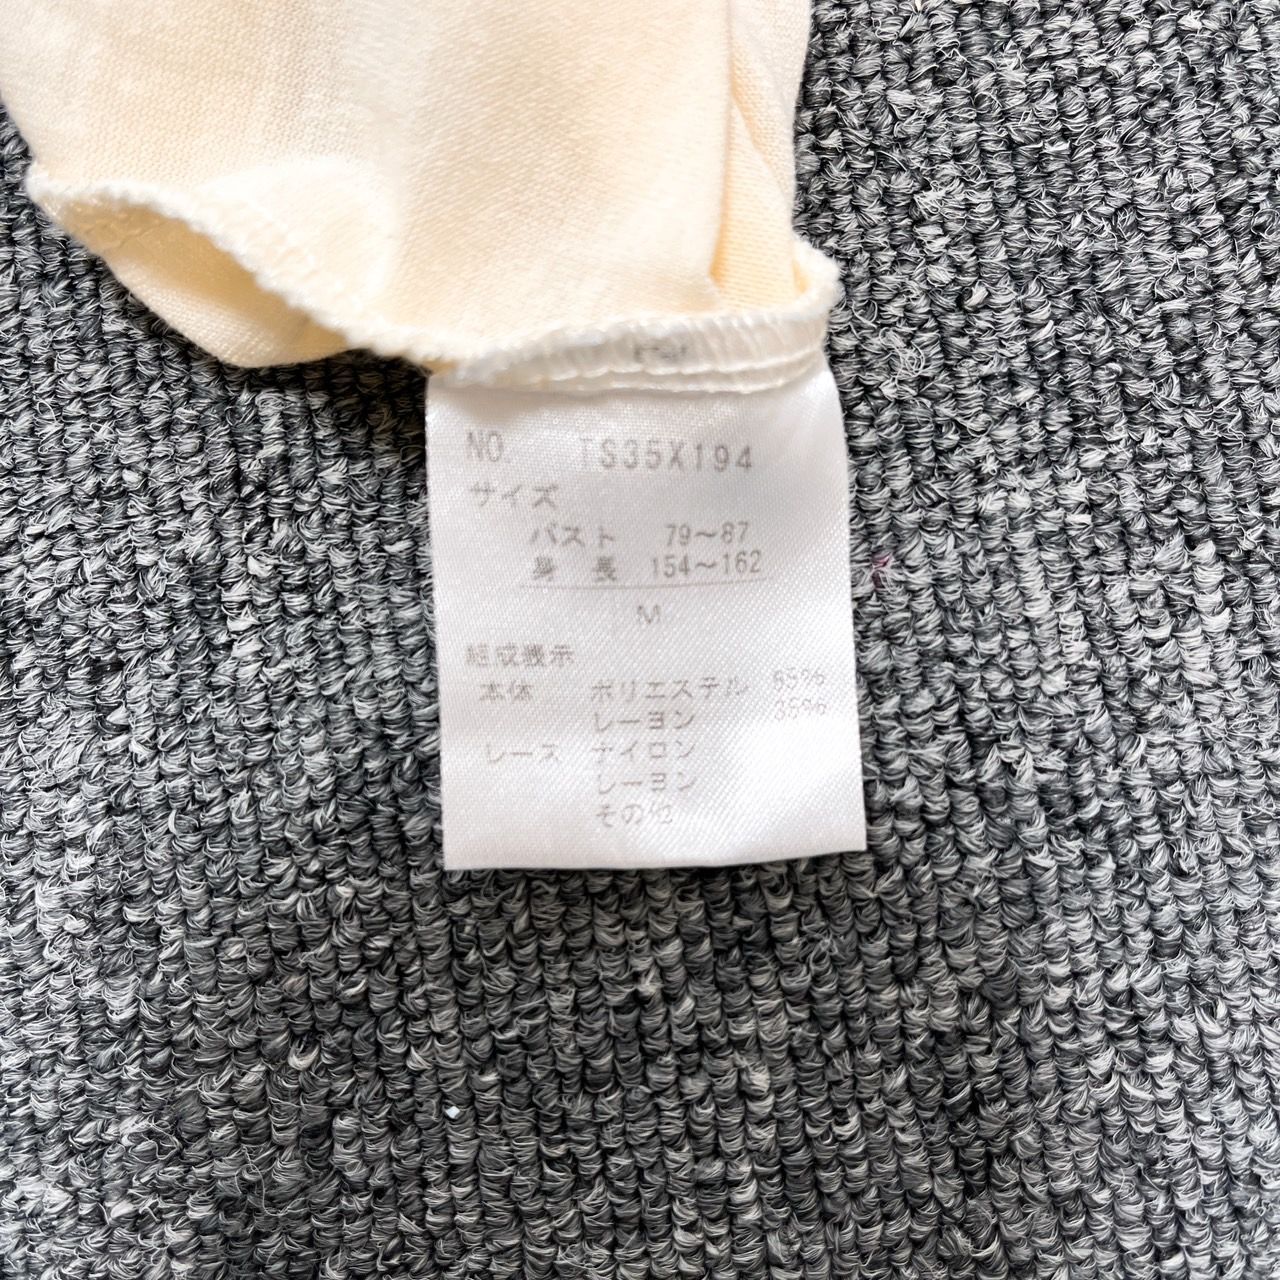 NO. TS35X194
サイズ
バスト 79～87
身長 154～162
M
組成表示
本体 ポリエステル 65%
レーヨン 35%
レース ナイロン
レーヨン
その他